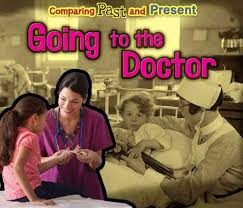 Comparing Past and Present
Going to the
Doctor